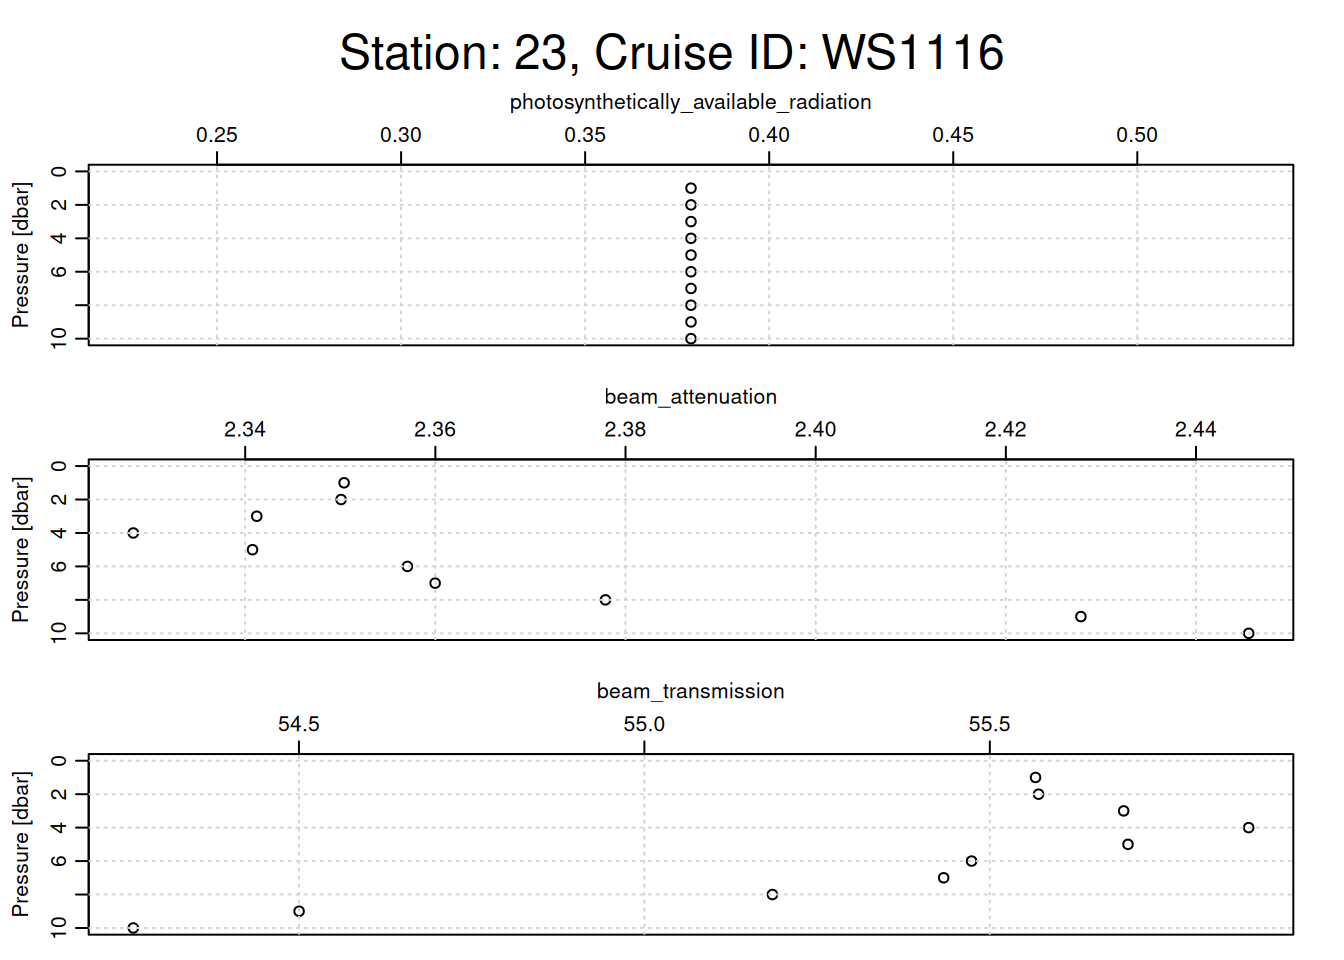 Station: 23, Cruise ID: WS1116
photosynthetically_available_radiation
0.25 0.30 0.35 0.40 0.45 0.50
Pressure [dbar]
0
2
4
6
10
beam_attenuation
2.34 2.36 2.38 2.40 2.42 2.44
Pressure [dbar]
0
2
4
6
10
beam_transmission
54.5 55.0 55.5
Pressure [dbar]
0
2
4
6
10